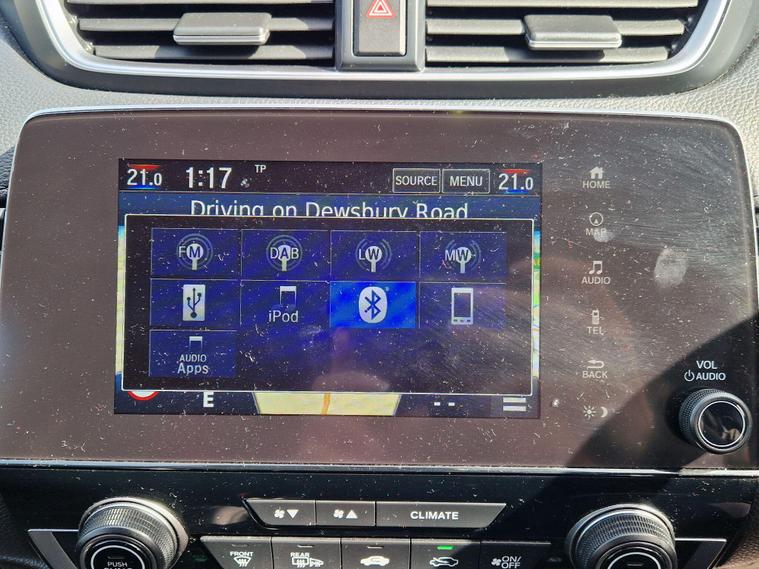 21.0 1:17 TP SOURCE MENU 21.0
Driving on Dewsbury Road
FM DAB LW MW
iPod
AUDIO
Apps
E - -
HOME
MAP
AUDIO
TEL
BACK
VOL
AUDIO
CLIMATE
FRONT REAR ON/
OFF
PUSH